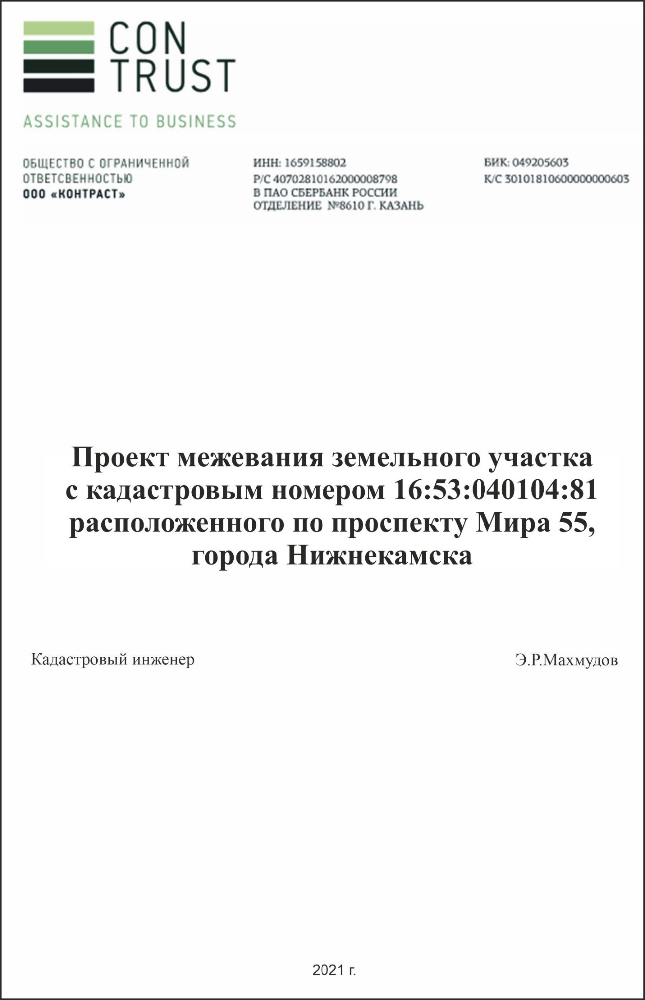 CON
TRUST
ASSISTANCE TO BUSINESS
ОБЩЕСТВО С ОГРАНИЧЕННОЙ
ОТВЕТСВЕННОСТЬЮ
ООО «КОНТРАСТ»
ИНН: 1659158802
Р/С 40702810162000008798
В ПАО СБЕРБАНК РОССИИ
ОТДЕЛЕНИЕ №8610 Г. КАЗАНЬ
БИК: 049205603
К/С 30101810600000000603
Проект межевания земельного участка
с кадастровым номером 16:53:040104:81
расположенного по проспекту Мира 55,
города Нижнекамска
Кадастровый инженер Э.Р.Махмудов
2021 г.